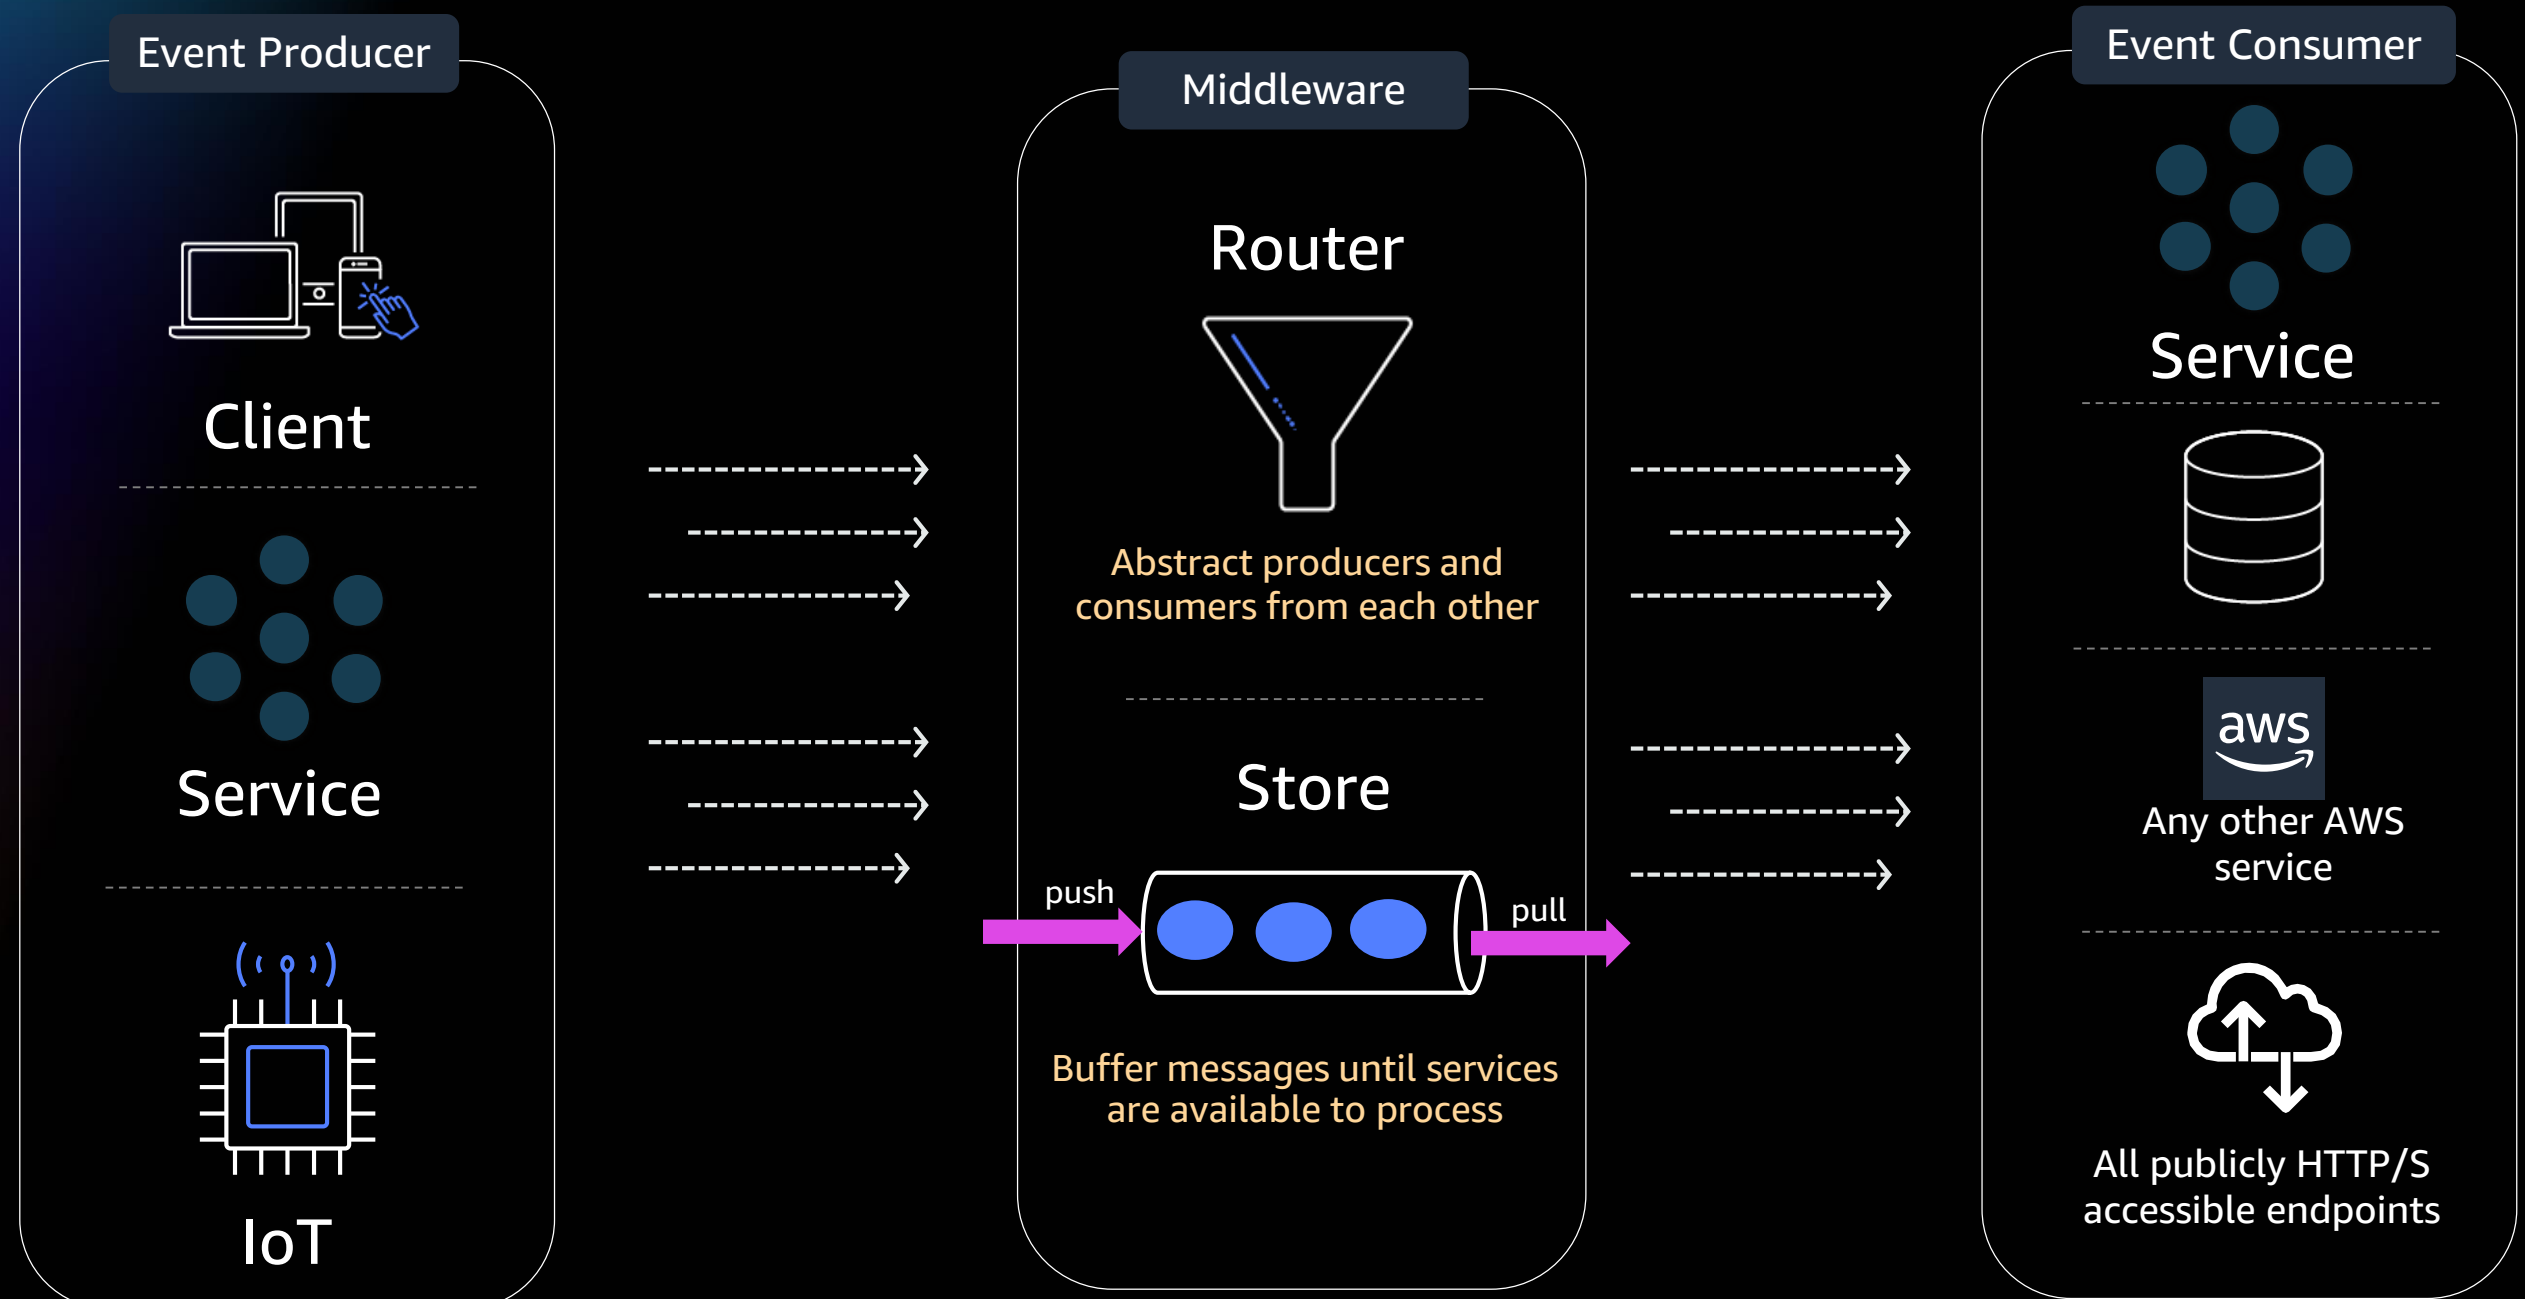 Event Producer
Client
Service
IoT
Middleware
Router
Abstract producers and
consumers from each other
Store
push
pull
Buffer messages until services
are available to process
Event Consumer
Service
aws
Any other AWS
service
All publicly HTTP/S
accessible endpoints